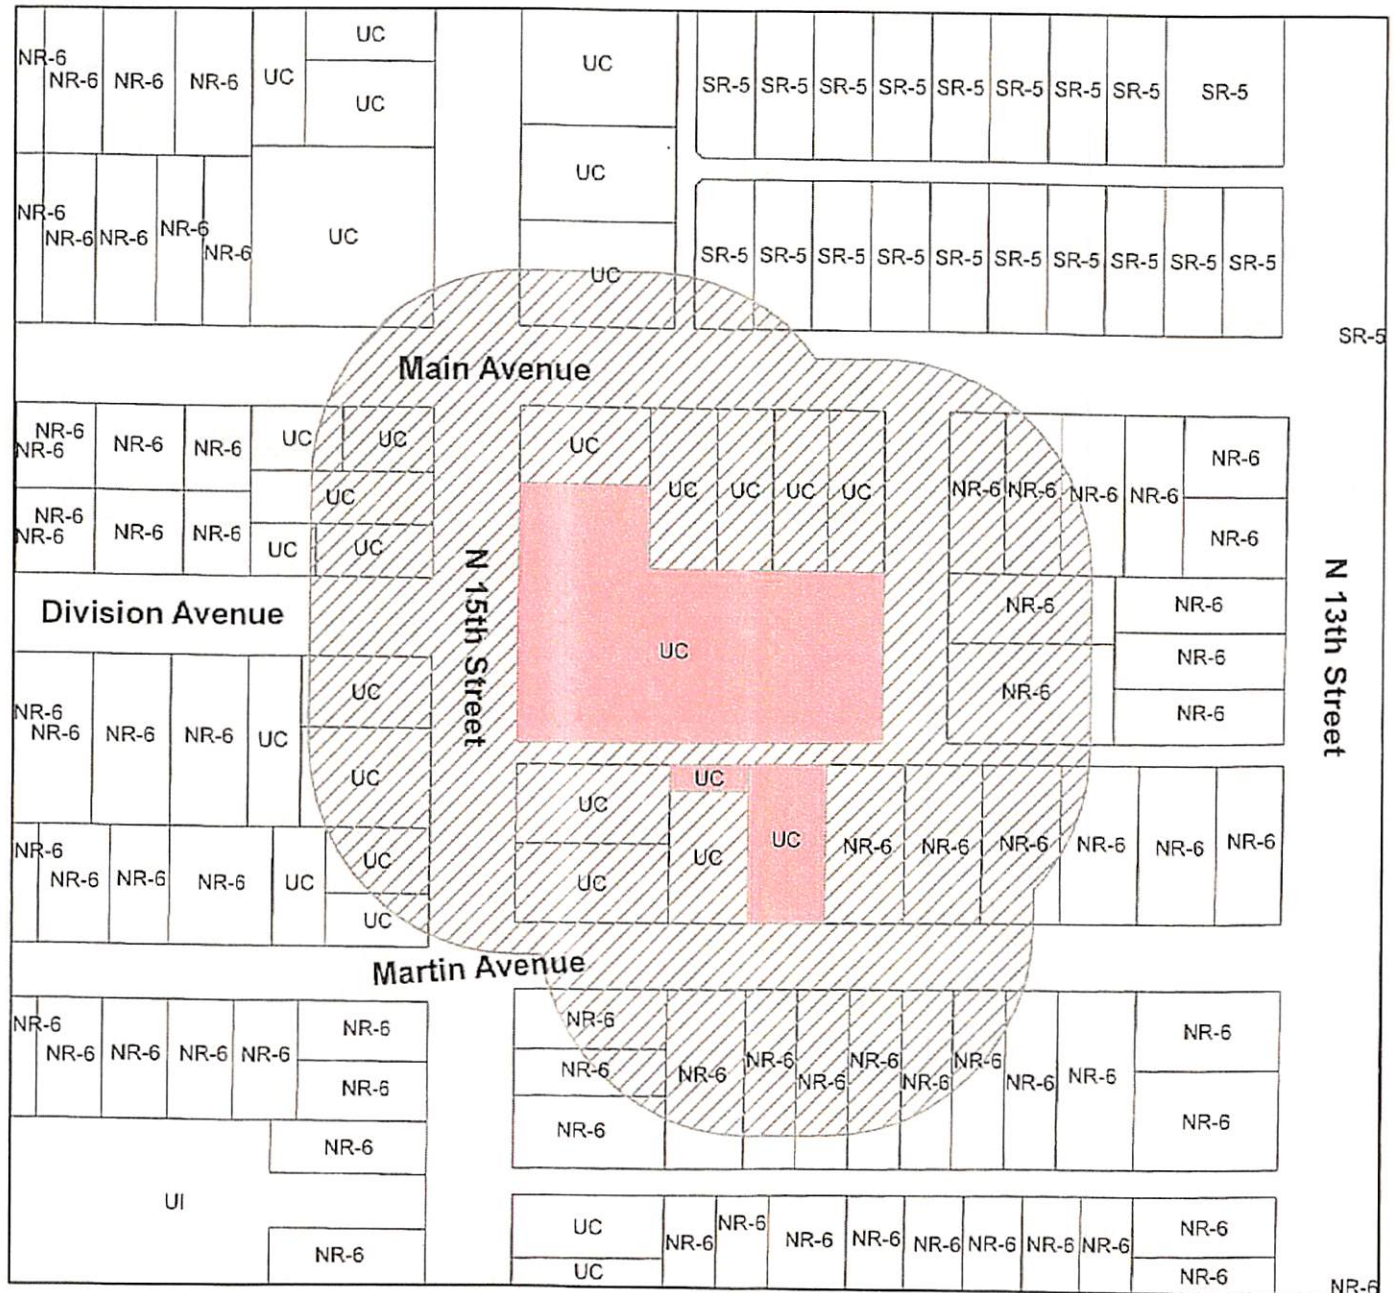 UC
NR-6
NR-6 NR-6 NR-6 UC UC
UC
SR-5 SR-5 SR-5 SR-5 SR-5 SR-5 SR-5 SR-5 SR-5
UC
NR-6
NR-6 NR-6 NR-6 NR-6 UC
UC
SR-5 SR-5 SR-5 SR-5 SR-5 SR-5 SR-5 SR-5 SR-5 SR-5
UC
SR-5
Main Avenue
NR-6
NR-6 NR-6 NR-6 UC UC
UC
UC UC UC UC
NR-6 NR-6 NR-6 NR-6
NR-6
NR-6
UC
NR-6
NR-6 NR-6 NR-6 UC UC
Division Avenue
N 15th Street
N 13th Street
NR-6
NR-6
NR-6
NR-6
NR-6
UC
UC
NR-6
NR-6 NR-6 NR-6 UC
UC
UC
UC
UC
UC
UC
UC
NR-6 NR-6 NR-6 NR-6 NR-6 NR-6
NR-6
NR-6 NR-6 NR-6 UC
UC
UC
Martin Avenue
NR-6
NR-6 NR-6 NR-6 NR-6
NR-6
NR-6
NR-6
NR-6
NR-6
NR-6
NR-6 NR-6 NR-6 NR-6 NR-6 NR-6 NR-6
NR-6
NR-6
NR-6
UI
NR-6
NR-6
UC
UC
NR-6 NR-6 NR-6 NR-6 NR-6 NR-6 NR-6 NR-6
NR-6
NR-6
NR-6